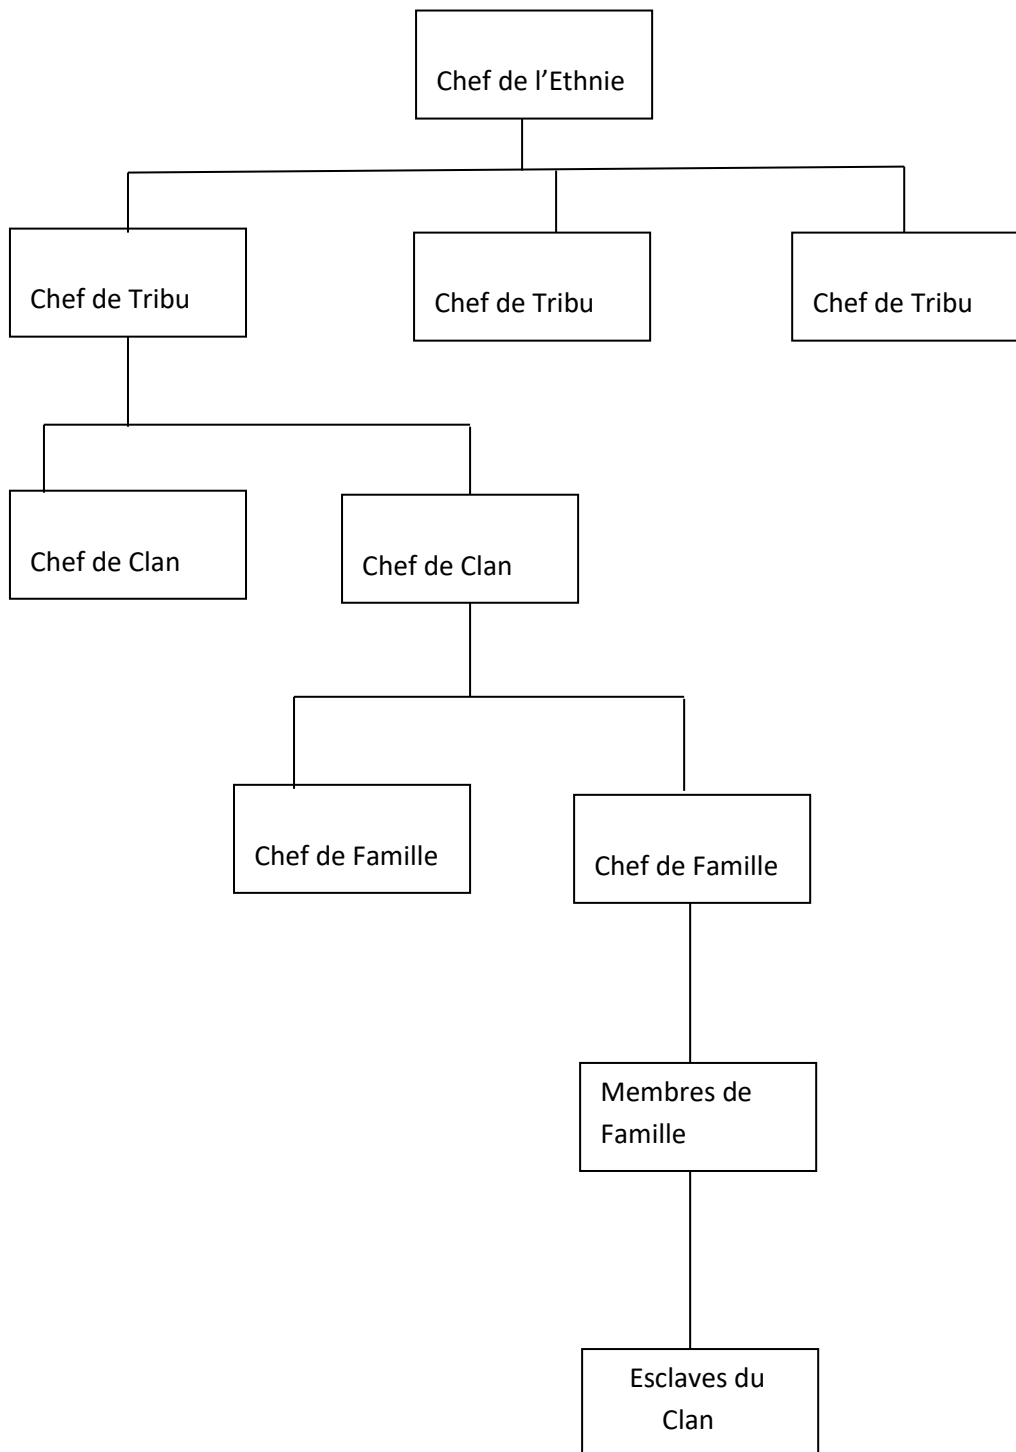 Chef de l’Ethnie
Chef de Tribu
Chef de Tribu
Chef de Tribu
Chef de Clan
Chef de Clan
Chef de Famille
Chef de Famille
Membres de
Famille
Esclaves du
Clan